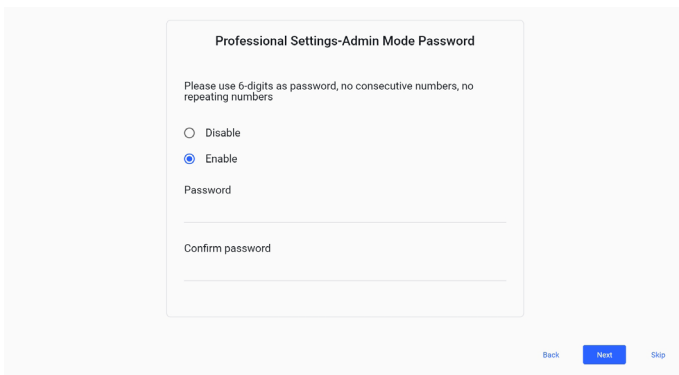 Professional Settings-Admin Mode Password
Please use 6-digits as password, no consecutive numbers, no
repeating numbers
Disable
Enable
Password
Confirm password
Back
Next
Skip